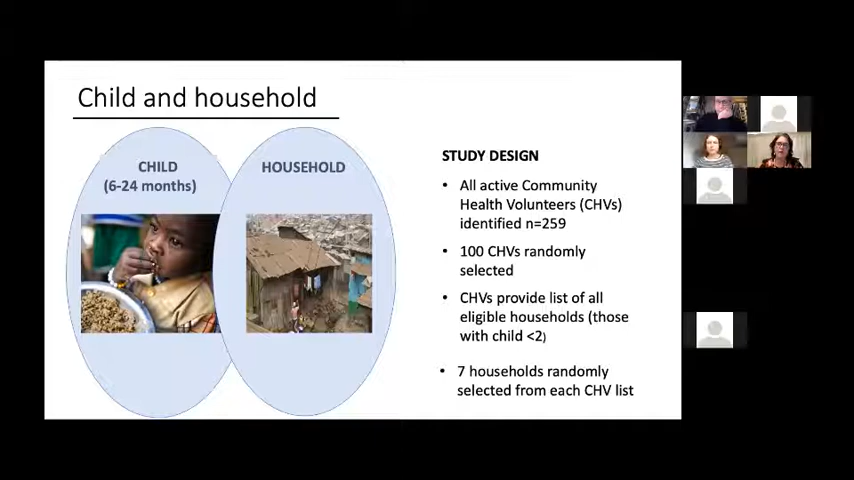 Child and household
CHILD
(6-24 months)
HOUSEHOLD
STUDY DESIGN
• All active Community
Health Volunteers (CHVs)
identified n=259
• 100 CHVs randomly
selected
• CHVs provide list of all
eligible households (those
with child <2)
• 7 households randomly
selected from each CHV list